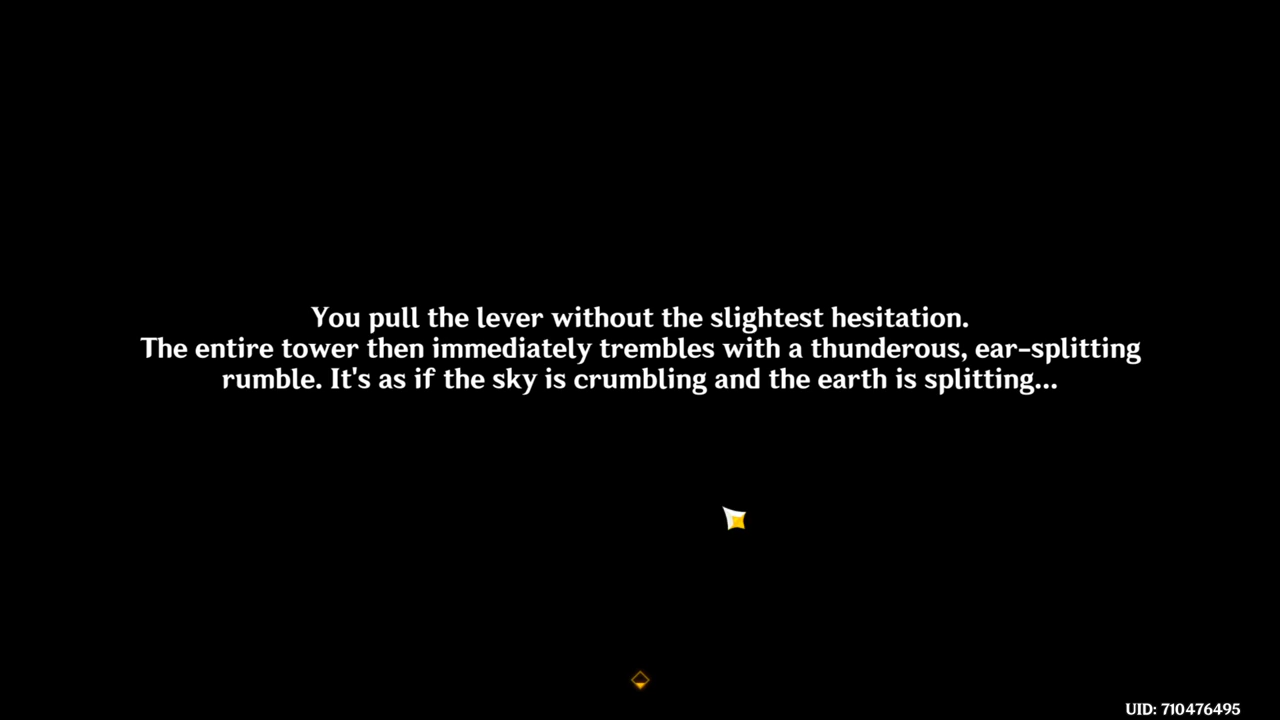 You pull the lever without the slightest hesitation.
The entire tower then immediately trembles with a thunderous, ear-splitting
rumble. It's as if the sky is crumbling and the earth is splitting...
UID: 710476495